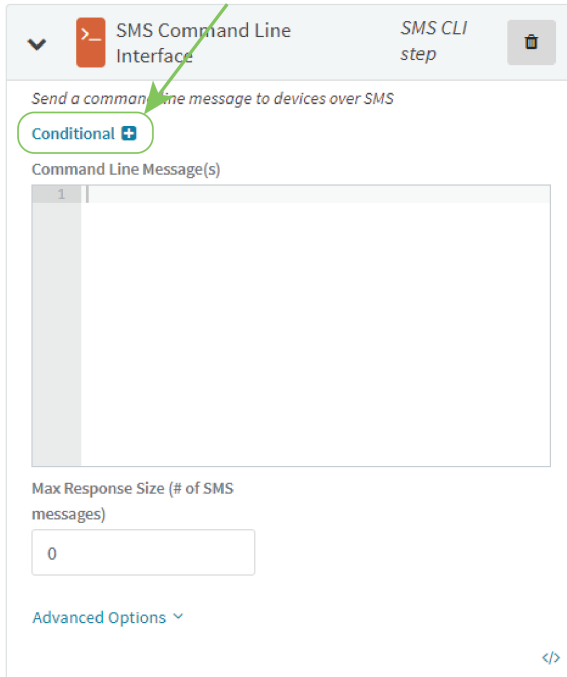 SMS Command Line
Interface
SMS CLI
step
Send a command line message to devices over SMS
Conditional
Command Line Message(s)
1
Max Response Size (# of SMS
messages)
0
Advanced Options
</>